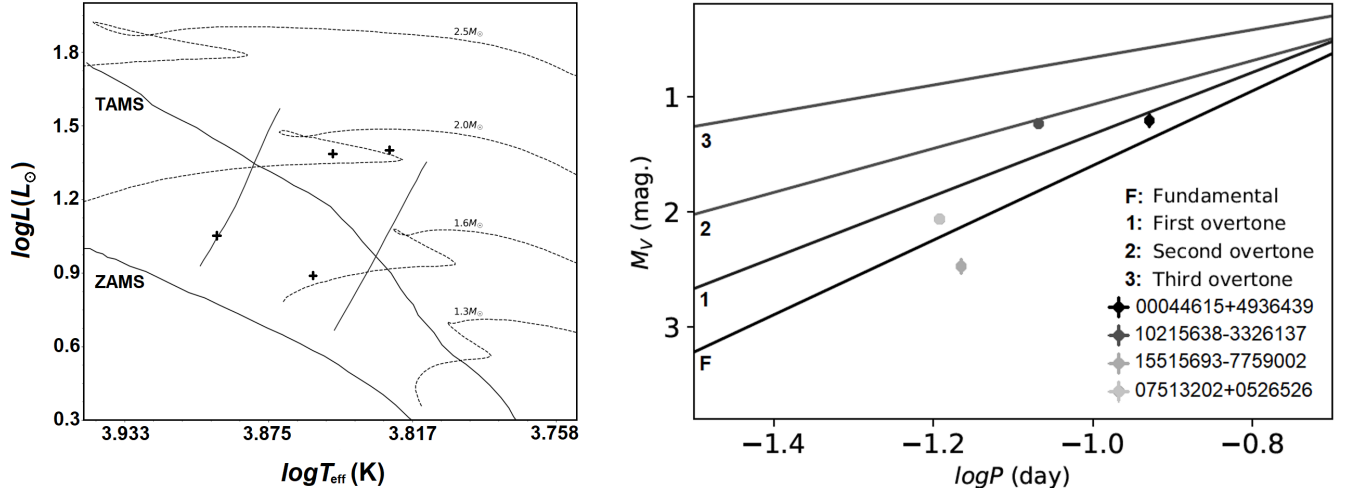 1.8
1.5
1.2
0.9
0.6
0.3
logL(L⊙)
TAMS
ZAMS
2.5M⊙
2.0M⊙
1.6M⊙
1.3M⊙
3.933 3.875 3.817 3.758
logTeff (K)
1
2
3
MV (mag.)
3
2
1
F
F: Fundamental
1: First overtone
2: Second overtone
3: Third overtone
00044615+4936439
10215638-3326137
15515693-7759002
07513202+0526526
−1.4 −1.2 −1.0 −0.8
logP (day)